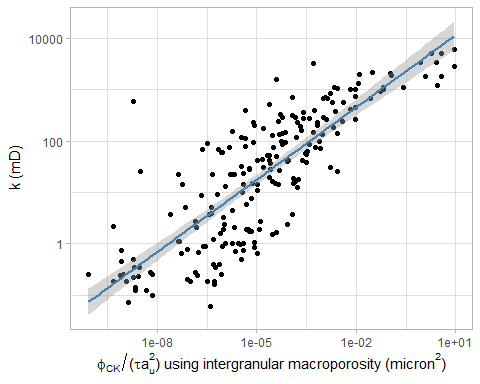 k (mD)
10000
100
1
1e-08 1e-05 1e-02 1e+01
ϕCK/(τa²u) using intergranular macroporosity (micron²)